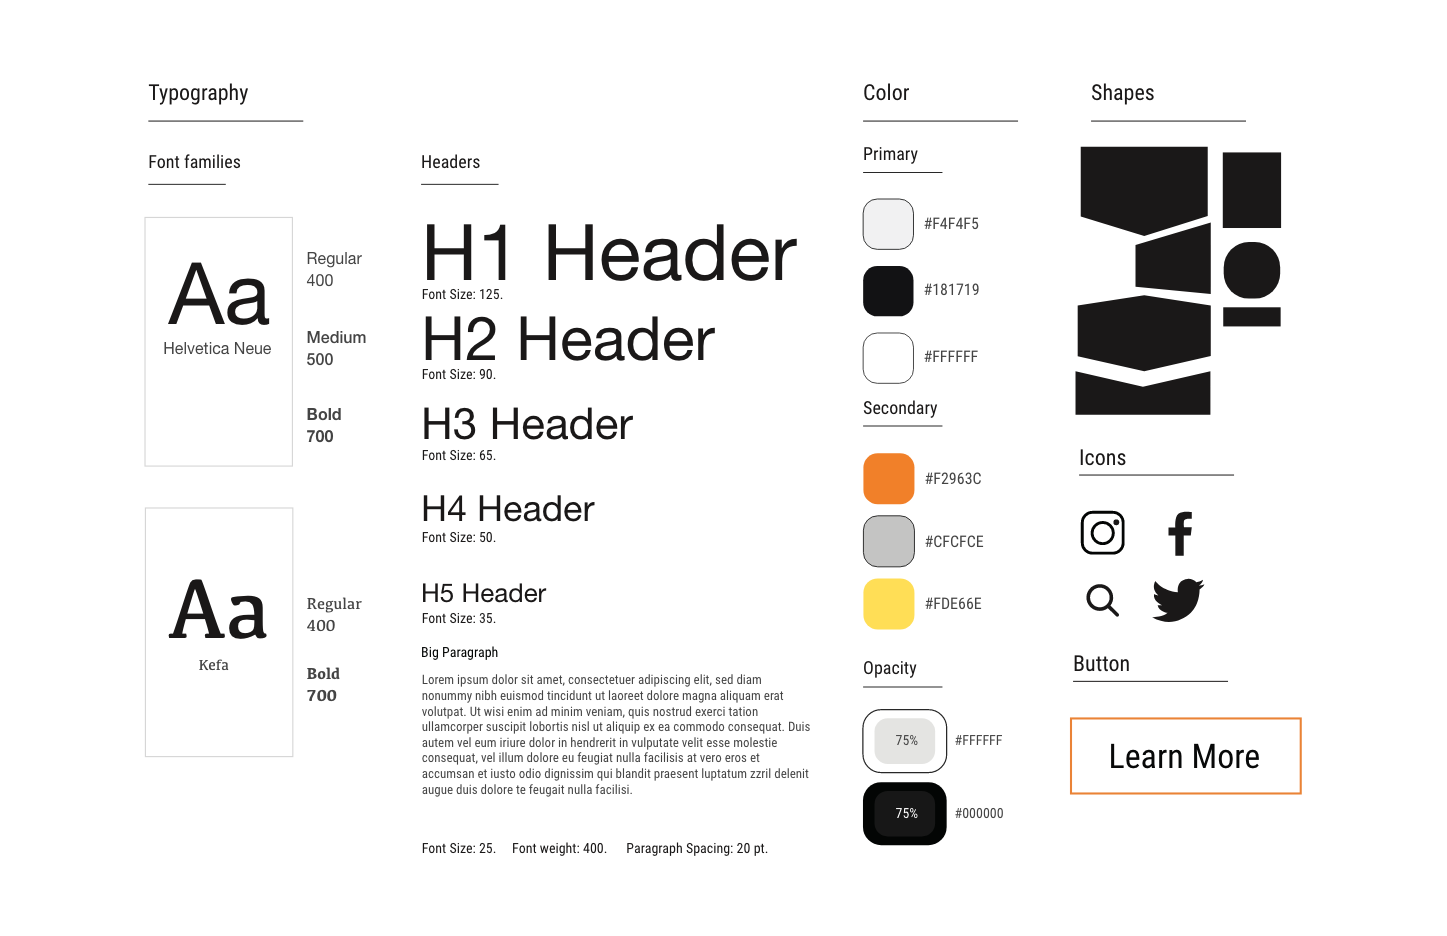 Typography
Font families
Aa
Helvetica Neue
Regular
400
Medium
500
Bold
700
Aa
Kefa
Regular
400
Bold
700
Headers
H1 Header
Font Size: 125.
H2 Header
Font Size: 90.
H3 Header
Font Size: 65.
H4 Header
Font Size: 50.
H5 Header
Font Size: 35.
Big Paragraph
Lorem ipsum dolor sit amet, consectetuer adipiscing elit, sed diam
nonummy nibh euismod tincidunt ut laoreet dolore magna aliquam erat
volutpat. Ut wisi enim ad minim veniam, quis nostrud exerci tation
ullamcorper suscipit lobortis nisl ut aliquip ex ea commodo consequat. Duis
autem vel eum iriure dolor in hendrerit in vulputate velit esse molestie
consequat, vel illum dolore eu feugiat nulla facilisis at vero eros et
accumsan et iusto odio dignissim qui blandit praesent luptatum zzril delenit
augue duis dolore te feugait nulla facilisi.
Font Size: 25. Font weight: 400. Paragraph Spacing: 20 pt.
Color
Primary
#F4F4F5
#181719
#FFFFFF
Secondary
#F2963C
#CFCFCE
#FDE66E
Opacity
75% #FFFFFF
75% #000000
Shapes
Icons
Button
Learn More